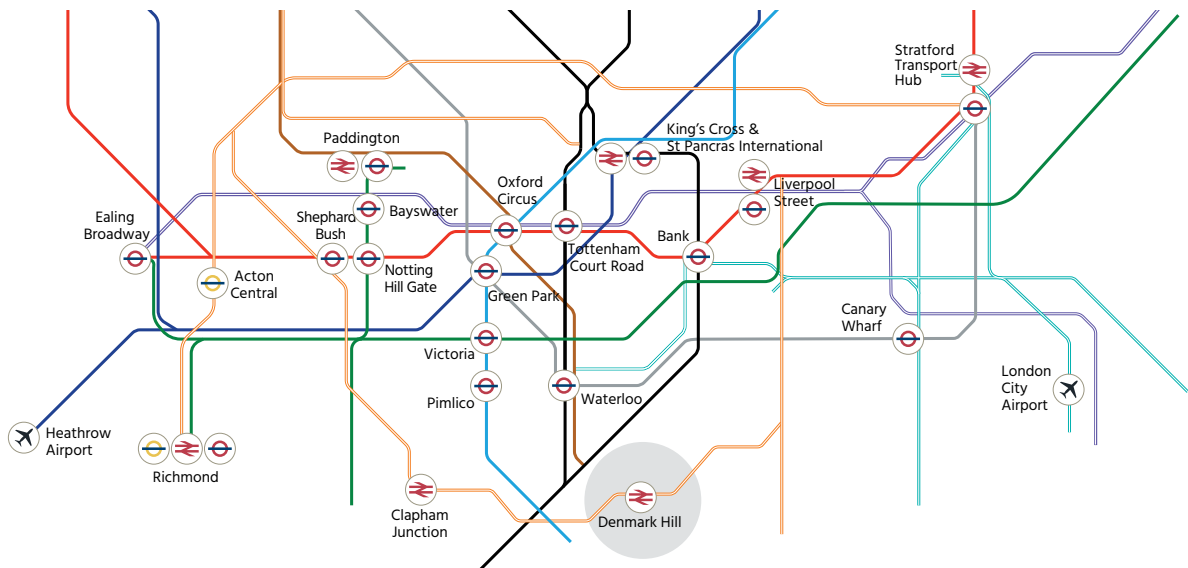 Stratford
Transport
Hub
King’s Cross &
St Pancras International
Paddington
Liverpool
Street
Oxford
Circus
Bayswater
Shephard
Bush
Ealing
Broadway
Tottenham
Court Road
Bank
Notting
Hill Gate
Acton
Central
Green Park
Canary
Wharf
Victoria
London
City
Airport
Pimlico
Waterloo
Heathrow
Airport
Richmond
Clapham
Junction
Denmark Hill